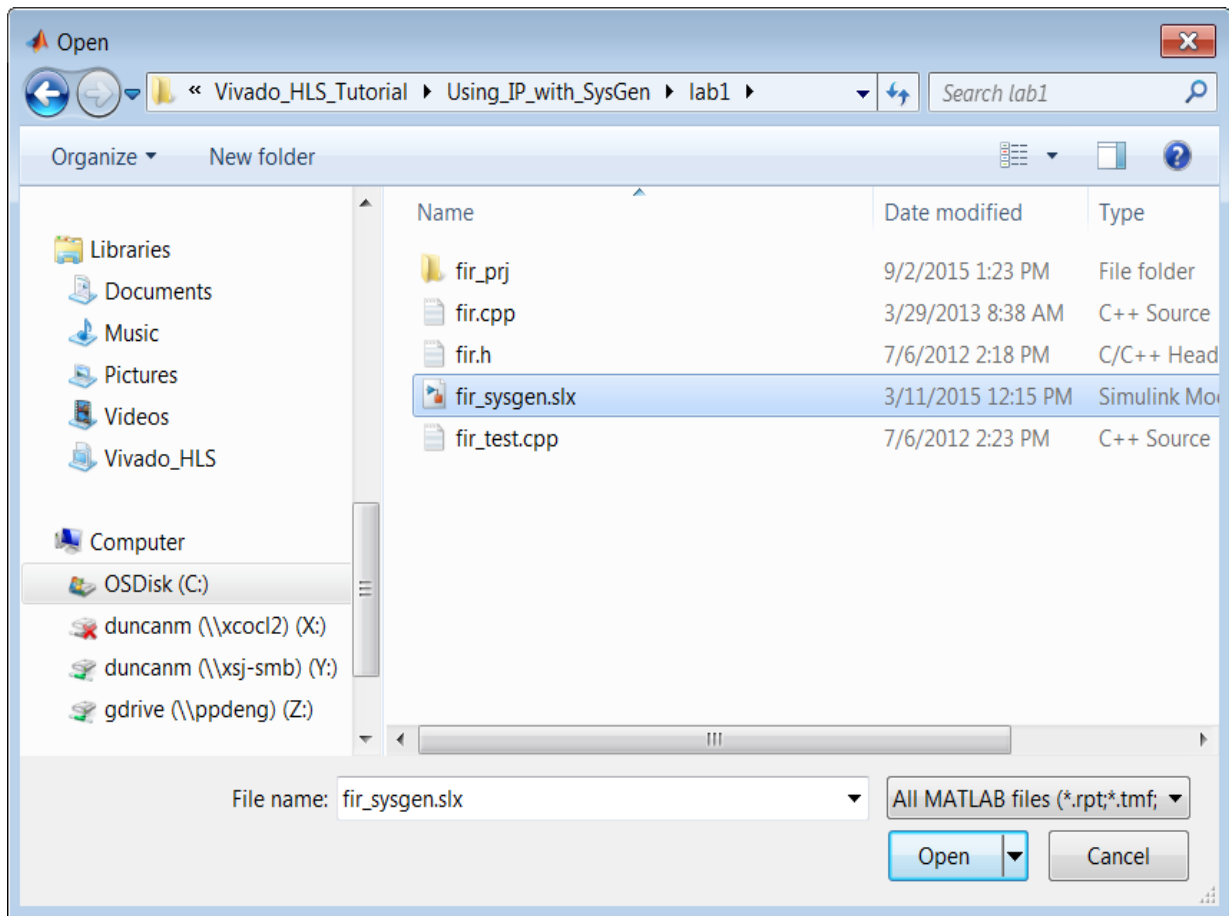 Open
« Vivado_HLS_Tutorial ▸ Using_IP_with_SysGen ▸ lab1 ▸ Search lab1
Organize New folder
Name Date modified Type
Libraries
Documents
Music
Pictures
Videos
Vivado_HLS
Computer
OSDisk (C:)
duncanm (\\xcocl2) (X:)
duncanm (\\xsj-smb) (Y:)
gdrive (\\ppdeng) (Z:)
fir_prj 9/2/2015 1:23 PM File folder
fir.cpp 3/29/2013 8:38 AM C++ Source
fir.h 7/6/2012 2:18 PM C/C++ Head
fir_sysgen.slx 3/11/2015 12:15 PM Simulink Mo
fir_test.cpp 7/6/2012 2:23 PM C++ Source
File name: fir_sysgen.slx All MATLAB files (*.rpt;*.tmf;
Open Cancel